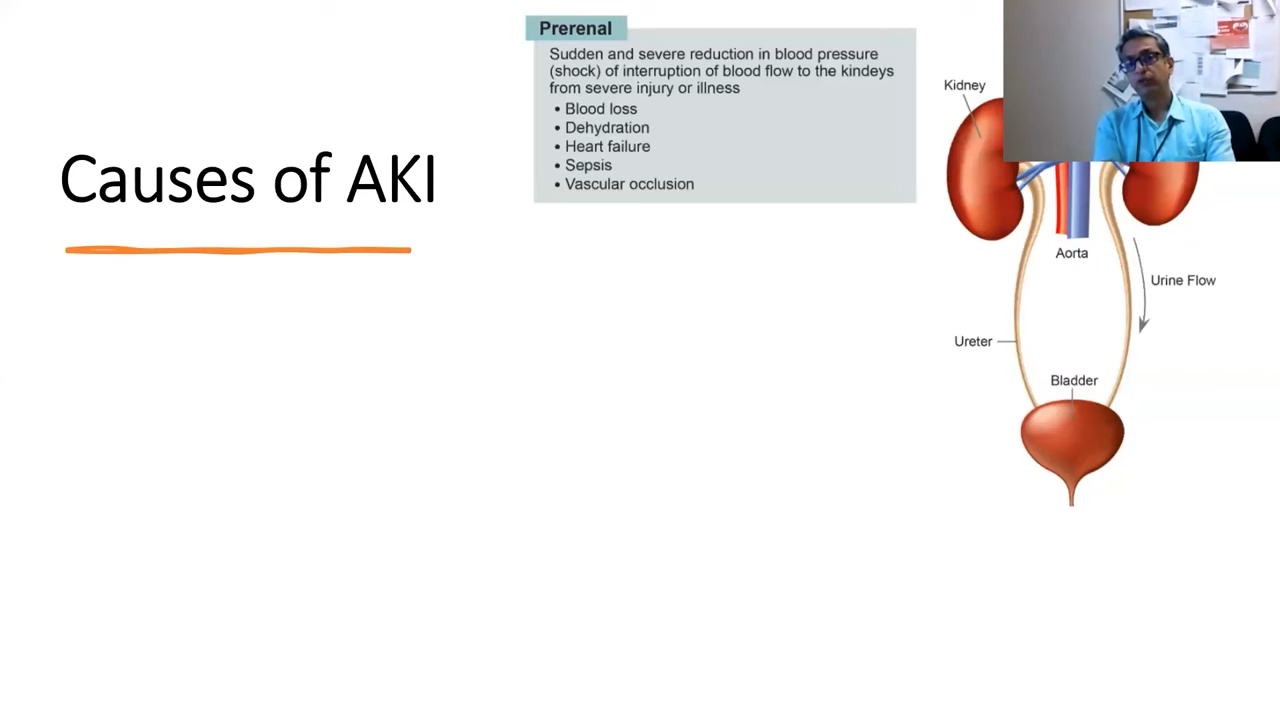 Causes of AKI
Prerenal
Sudden and severe reduction in blood pressure
(shock) of interruption of blood flow to the kindeys
from severe injury or illness
• Blood loss
• Dehydration
• Heart failure
• Sepsis
• Vascular occlusion
Kidney
Aorta
Urine Flow
Ureter
Bladder